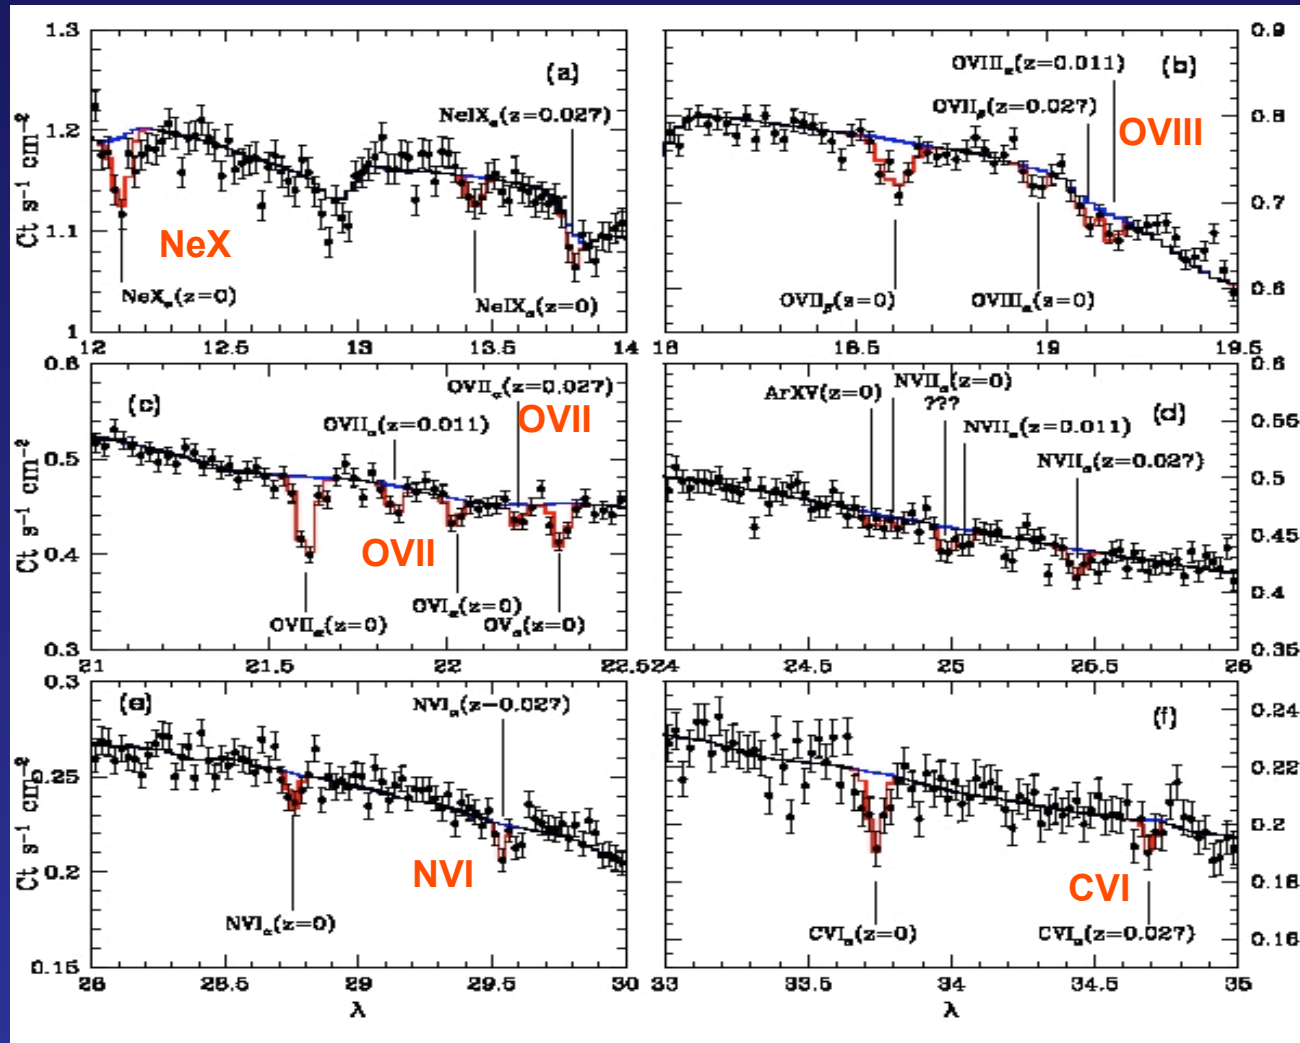 1.3
1.2
1.1
1
Ct s⁻¹ cm⁻²
(a)
NeIXα(z=0.027)
NeX
NeXα(z=0)
NeIXα(z=0)
12 12.5 13 13.5 14
0.9
0.8
0.7
0.6
(b)
OVIIIα(z=0.011)
OVIIβ(z=0.027)
OVIII
OVIIβ(z=0)
OVIIIα(z=0)
18 18.5 19 19.5
0.6
0.5
0.4
0.3
Ct s⁻¹ cm⁻²
(c)
OVIIα(z=0.027)
OVII
OVIIα(z=0.011)
OVII
OVIα(z=0)
OVIIα(z=0)
OVα(z=0)
21 21.5 22 22.5
0.6
0.55
0.5
0.45
0.4
0.35
(d)
ArXV(z=0)
NVIIα(z=0)
???
NVIIα(z=0.011)
NVIIα(z=0.027)
24 24.5 25 25.5 26
0.3
0.25
0.2
0.15
Ct s⁻¹ cm⁻²
(e)
NVIα(z=0.027)
NVI
NVIα(z=0)
28 28.5 29 29.5 30
λ
0.24
0.22
0.2
0.18
0.16
(f)
CVI
CVIα(z=0)
CVIα(z=0.027)
33 33.5 34 34.5 35
λ